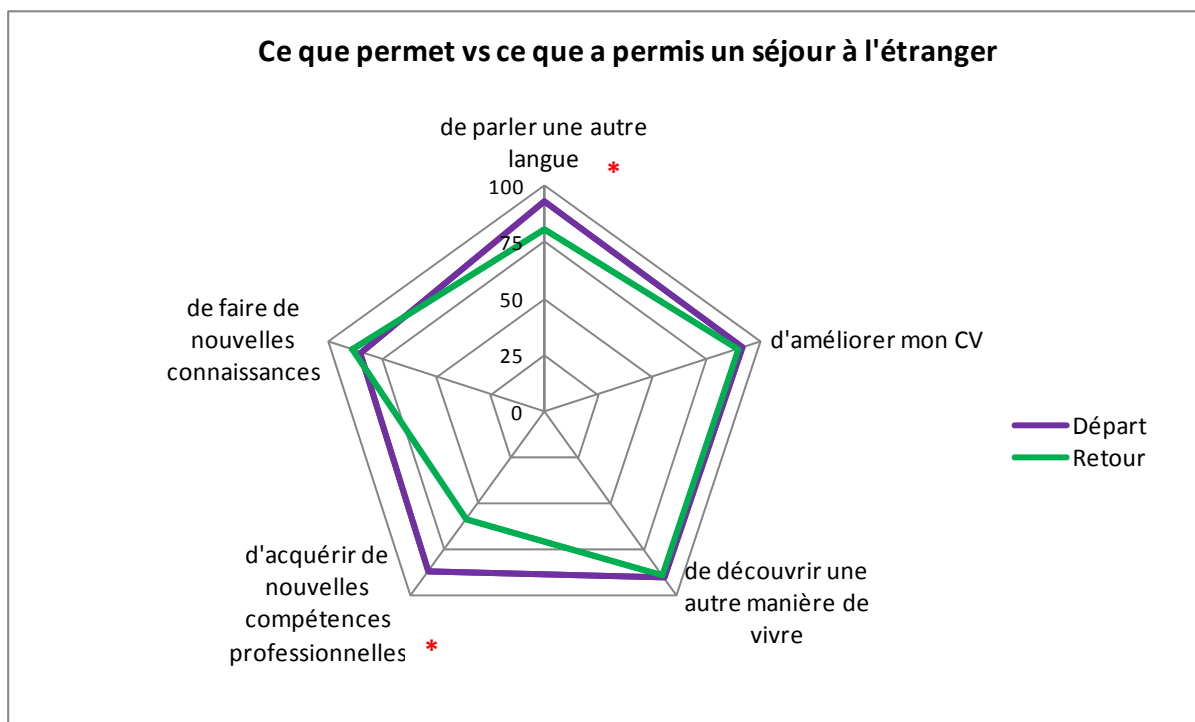 Ce que permet vs ce que a permis un séjour à l'étranger
de parler une autre
langue *
100
75
50
25
0
d'améliorer mon CV
de découvrir une
autre manière de
vivre
d'acquérir de
nouvelles
compétences
professionnelles *
de faire de
nouvelles
connaissances
Départ
Retour